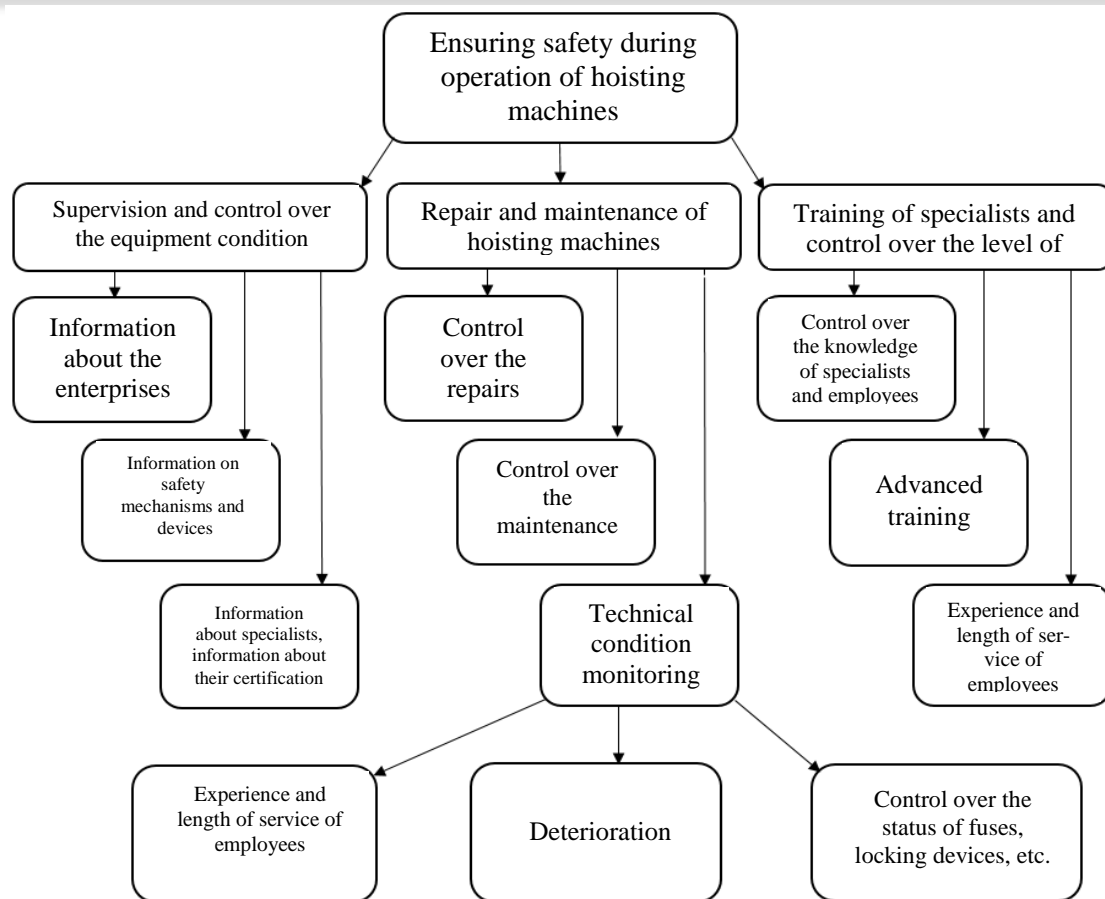 Ensuring safety during
operation of hoisting
machines
Supervision and control over
the equipment condition
Repair and maintenance of
hoisting machines
Training of specialists and
control over the level of
Information
about the
enterprises
Control
over the
repairs
Control over
the knowledge
of specialists
and employees
Information on
safety
mechanisms and
devices
Control over
the
maintenance
Advanced
training
Information
about specialists,
information about
their certification
Technical
condition
monitoring
Experience and
length of ser-
vice of
employees
Experience and
length of service of
employees
Deterioration
Control over the
status of fuses,
locking devices, etc.